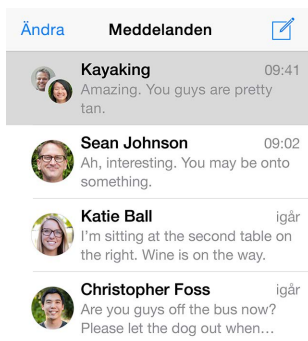 Ändra Meddelanden
Kayaking 09:41
Amazing. You guys are pretty
tan.
Sean Johnson 09:02
Ah, interesting. You may be onto
something.
Katie Ball igår
I'm sitting at the second table on
the right. Wine is on the way.
Christopher Foss igår
Are you guys off the bus now?
Please let the dog out when…